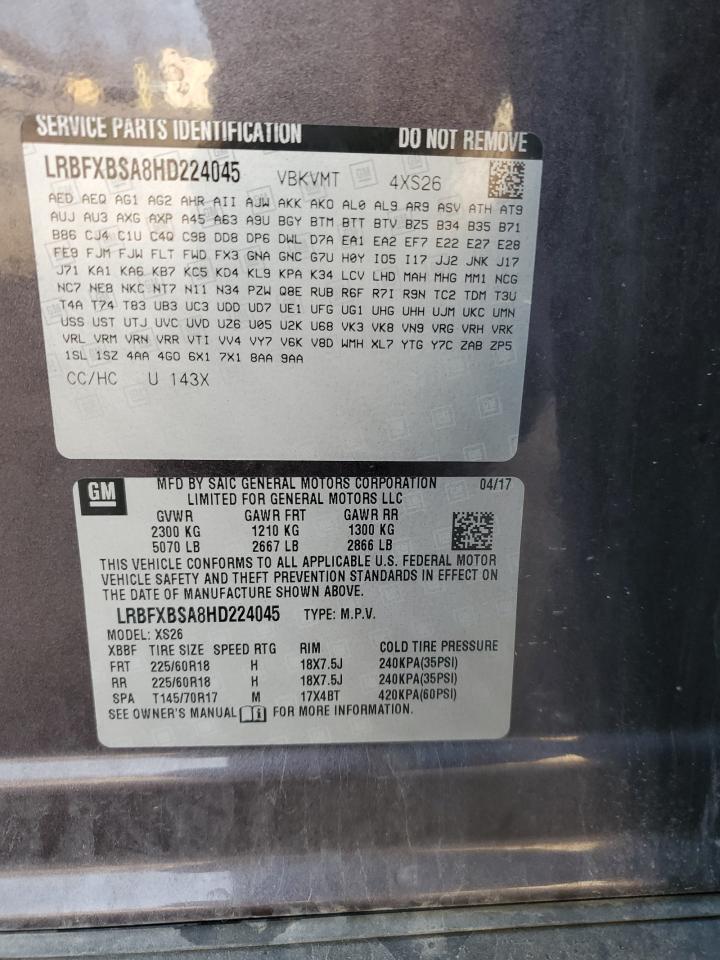 SERVICE PARTS IDENTIFICATION DO NOT REMOVE
LRBFXBSA8HD224045 VBKVMT 4XS26
AED AEQ AG1 AG2 AHR AII AJW AKK AKO AL0 AL9 AR9 ASV ATH AT9
AUJ AU3 AXG AXP A45 A63 A9U BGY BTM BTT BTV BZ5 B34 B35 B71
B86 CJ4 C1U C4Q C9B DD8 DP6 DWL D7A EA1 EA2 EF7 E22 E27 E28
FE9 FJM FJW FLT FWD FX3 GNA GNC G7U H0Y IO5 I17 JJ2 JNK J17
J71 KA1 KA6 KB7 KC5 KD4 KL9 KPA K34 LCV LHD MAH MHG MM1 NCG
NC7 NE8 NKC NT7 N11 N34 PZW Q8E RUB R6F R7I R9N TC2 TDM T3U
T4A T74 T83 UB3 UC3 UDD UD7 UE1 UFG UG1 UHG UHH UJM UKC UMN
USS UST UTJ UVC UVD UZ6 U05 U2K U68 VK3 VK8 VN9 VRG VRH VRK
VRL VRM VRN VRR VTI VV4 VY7 V6K V8D WMH XL7 YTG Y7C ZAB ZP5
1SL 1SZ 4AA 4G0 6X1 7X1 8AA 9AA
CC/HC U 143X
GM
MFD BY SAIC GENERAL MOTORS CORPORATION 04/17
LIMITED FOR GENERAL MOTORS LLC
GVWR GAWR FRT GAWR RR
2300 KG 1210 KG 1300 KG
5070 LB 2667 LB 2866 LB
THIS VEHICLE CONFORMS TO ALL APPLICABLE U.S. FEDERAL MOTOR
VEHICLE SAFETY AND THEFT PREVENTION STANDARDS IN EFFECT ON
THE DATE OF MANUFACTURE SHOWN ABOVE.
LRBFXBSA8HD224045 TYPE: M.P.V.
MODEL: XS26
XBBF TIRE SIZE SPEED RTG RIM COLD TIRE PRESSURE
FRT 225/60R18 H 18X7.5J 240KPA(35PSI)
RR 225/60R18 H 18X7.5J 240KPA(35PSI)
SPA T145/70R17 M 17X4BT 420KPA(60PSI)
SEE OWNER'S MANUAL FOR MORE INFORMATION.